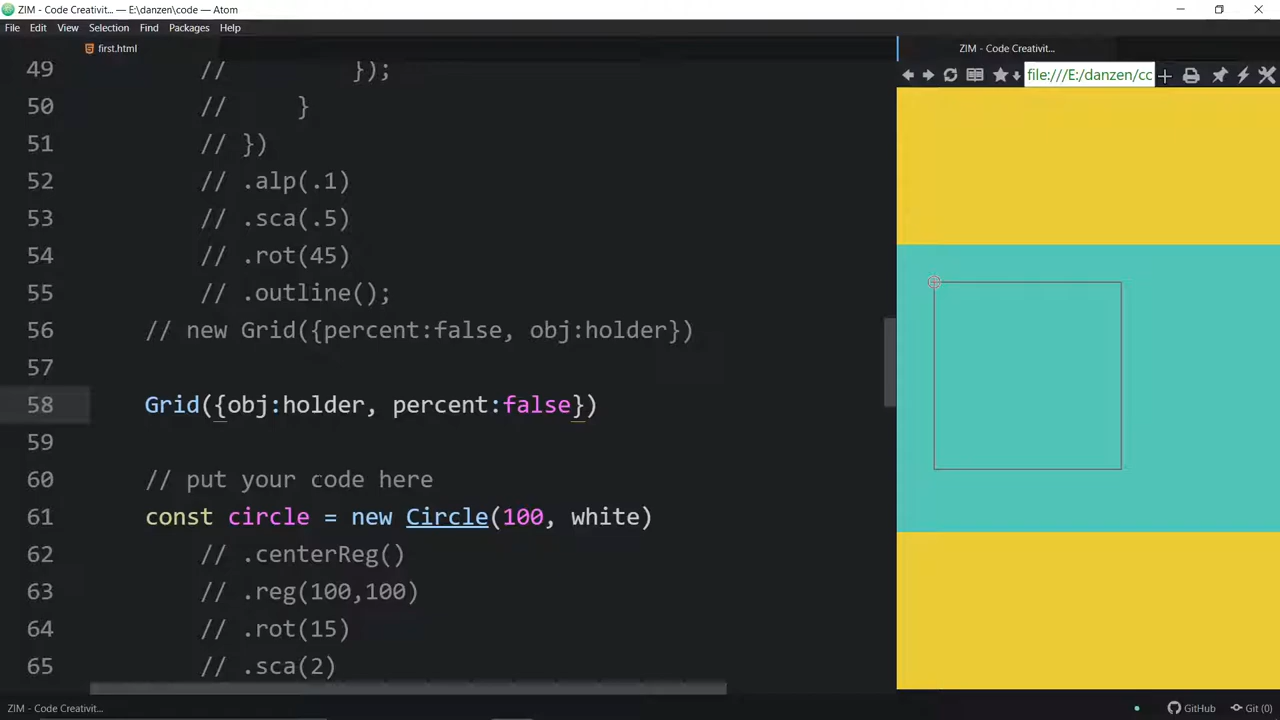 ZIM - Code Creativit... — E:\danzen\code — Atom
File Edit View Selection Find Packages Help
first.html
ZIM - Code Creativit...
file:///E:/danzen/cc
49 // });
50 // }
51 // })
52 // .alp(.1)
53 // .sca(.5)
54 // .rot(45)
55 // .outline();
56 // new Grid({percent:false, obj:holder})
57
58 Grid({obj:holder, percent:false})
59
60 // put your code here
61 const circle = new Circle(100, white)
62 // .centerReg()
63 // .reg(100,100)
64 // .rot(15)
65 // .sca(2)
ZIM - Code Creativit...
GitHub Git (0)